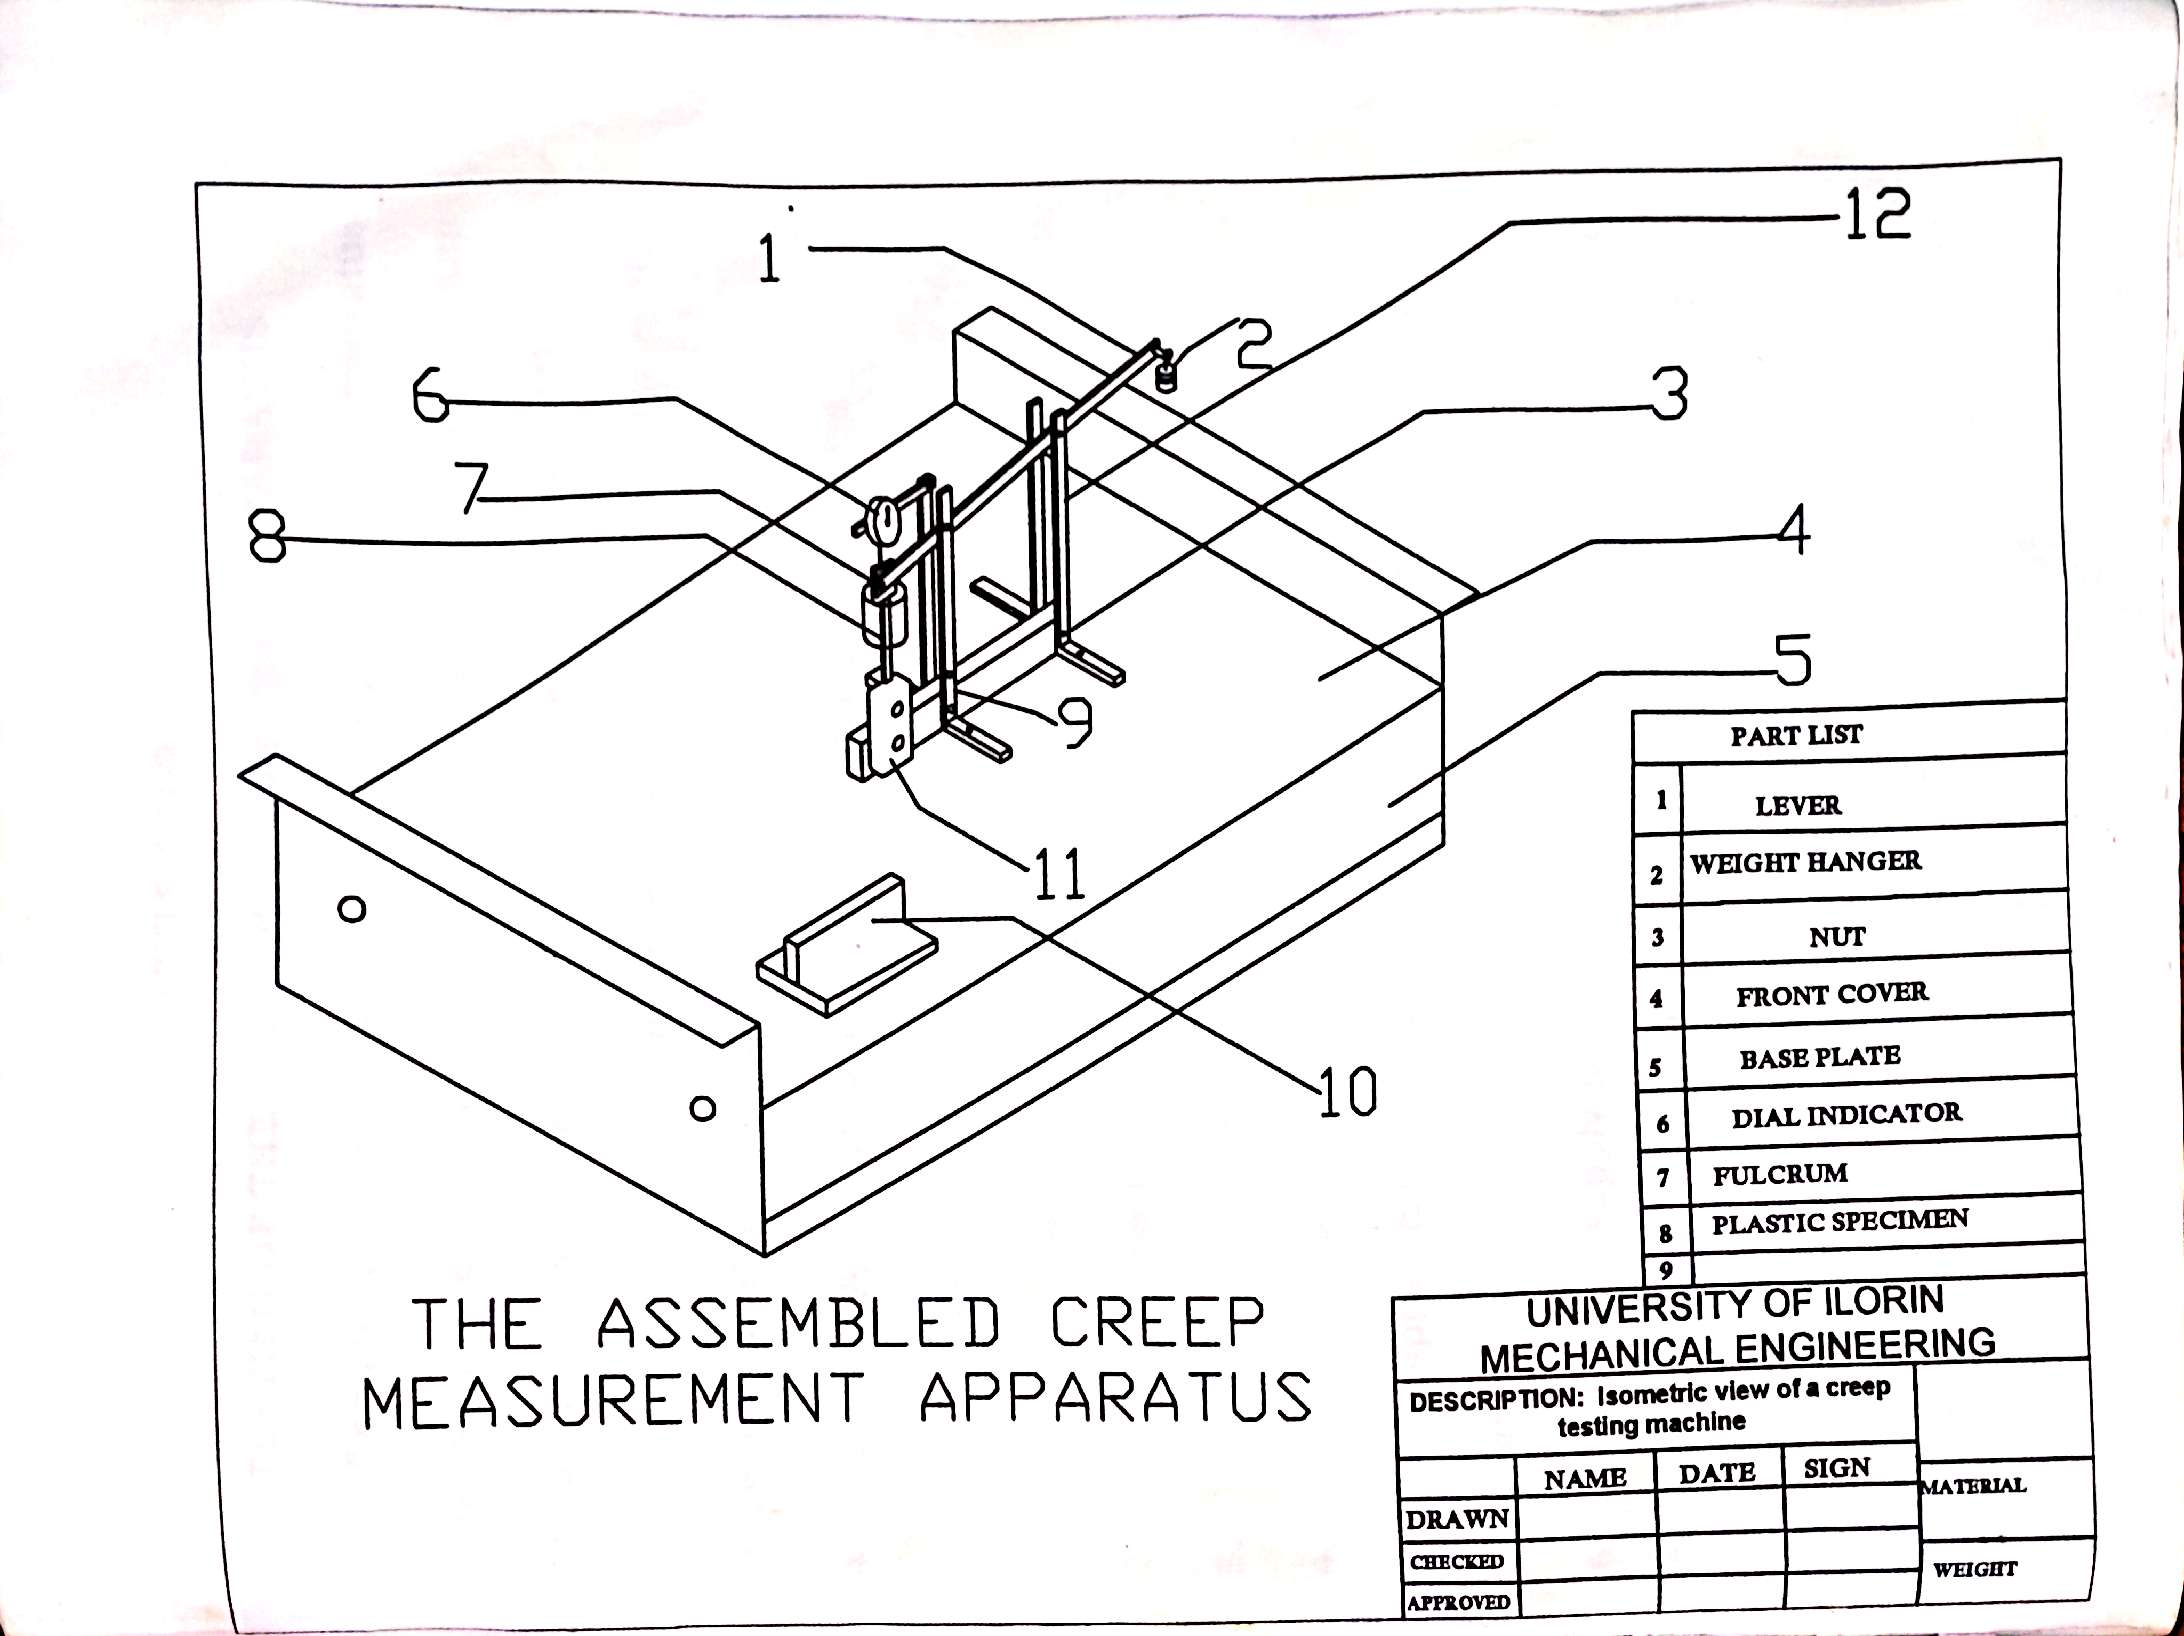 1
12
2
6
3
7
8
4
5
9
11
10
PART LIST
1 LEVER
2 WEIGHT HANGER
3 NUT
4 FRONT COVER
5 BASE PLATE
6 DIAL INDICATOR
7 FULCRUM
8 PLASTIC SPECIMEN
9
THE ASSEMBLED CREEP
MEASUREMENT APPARATUS
UNIVERSITY OF ILORIN
MECHANICAL ENGINEERING
DESCRIPTION: Isometric view of a creep
testing machine
NAME DATE SIGN
MATERIAL
DRAWN
CHECKED
WEIGHT
APPROVED